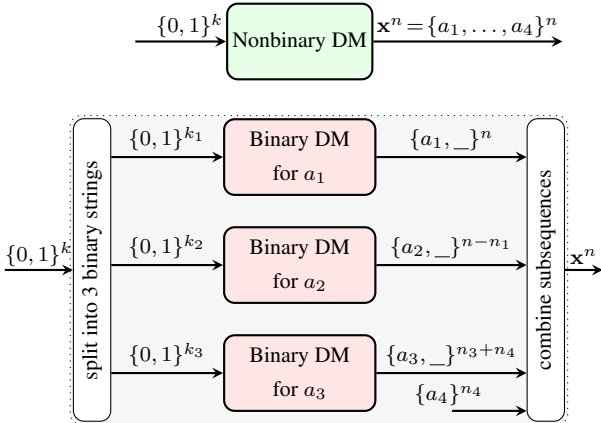 {0, 1}^k
Nonbinary DM
𝐱^n={a_1, . . . , a_4}^n
{0, 1}^k
split into 3 binary strings
{0, 1}^{k_1}
Binary DM
for a_1
{a_1, _}^n
{0, 1}^{k_2}
Binary DM
for a_2
{a_2, _}^{n−n_1}
{0, 1}^{k_3}
Binary DM
for a_3
{a_3, _}^{n_3+n_4}
{a_4}^{n_4}
combine subsequences
𝐱^n